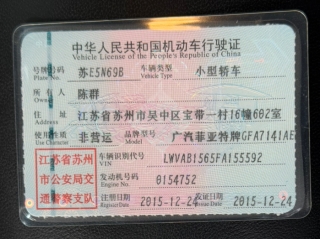 中华人民共和国机动车行驶证
Vehicle License of the People's Republic of China
号牌号码 苏E5N69B 车辆类型 小型轿车
Plate No. Vehicle Type
所有人 陈群
Owner
住址 江苏省苏州市吴中区宝带一村16幢602室
Address
使用性质 非营运 品牌型号 广汽菲亚特牌GFA7141AE
Use Character Model
江苏省苏州
市公安局交
通警察支队
车辆识别代号 LWVAB1565FA155592
VIN
发动机号码 0154752
Engine No.
注册日期 2015-12-24 发证日期 2015-12-24
Register Date Issue Date